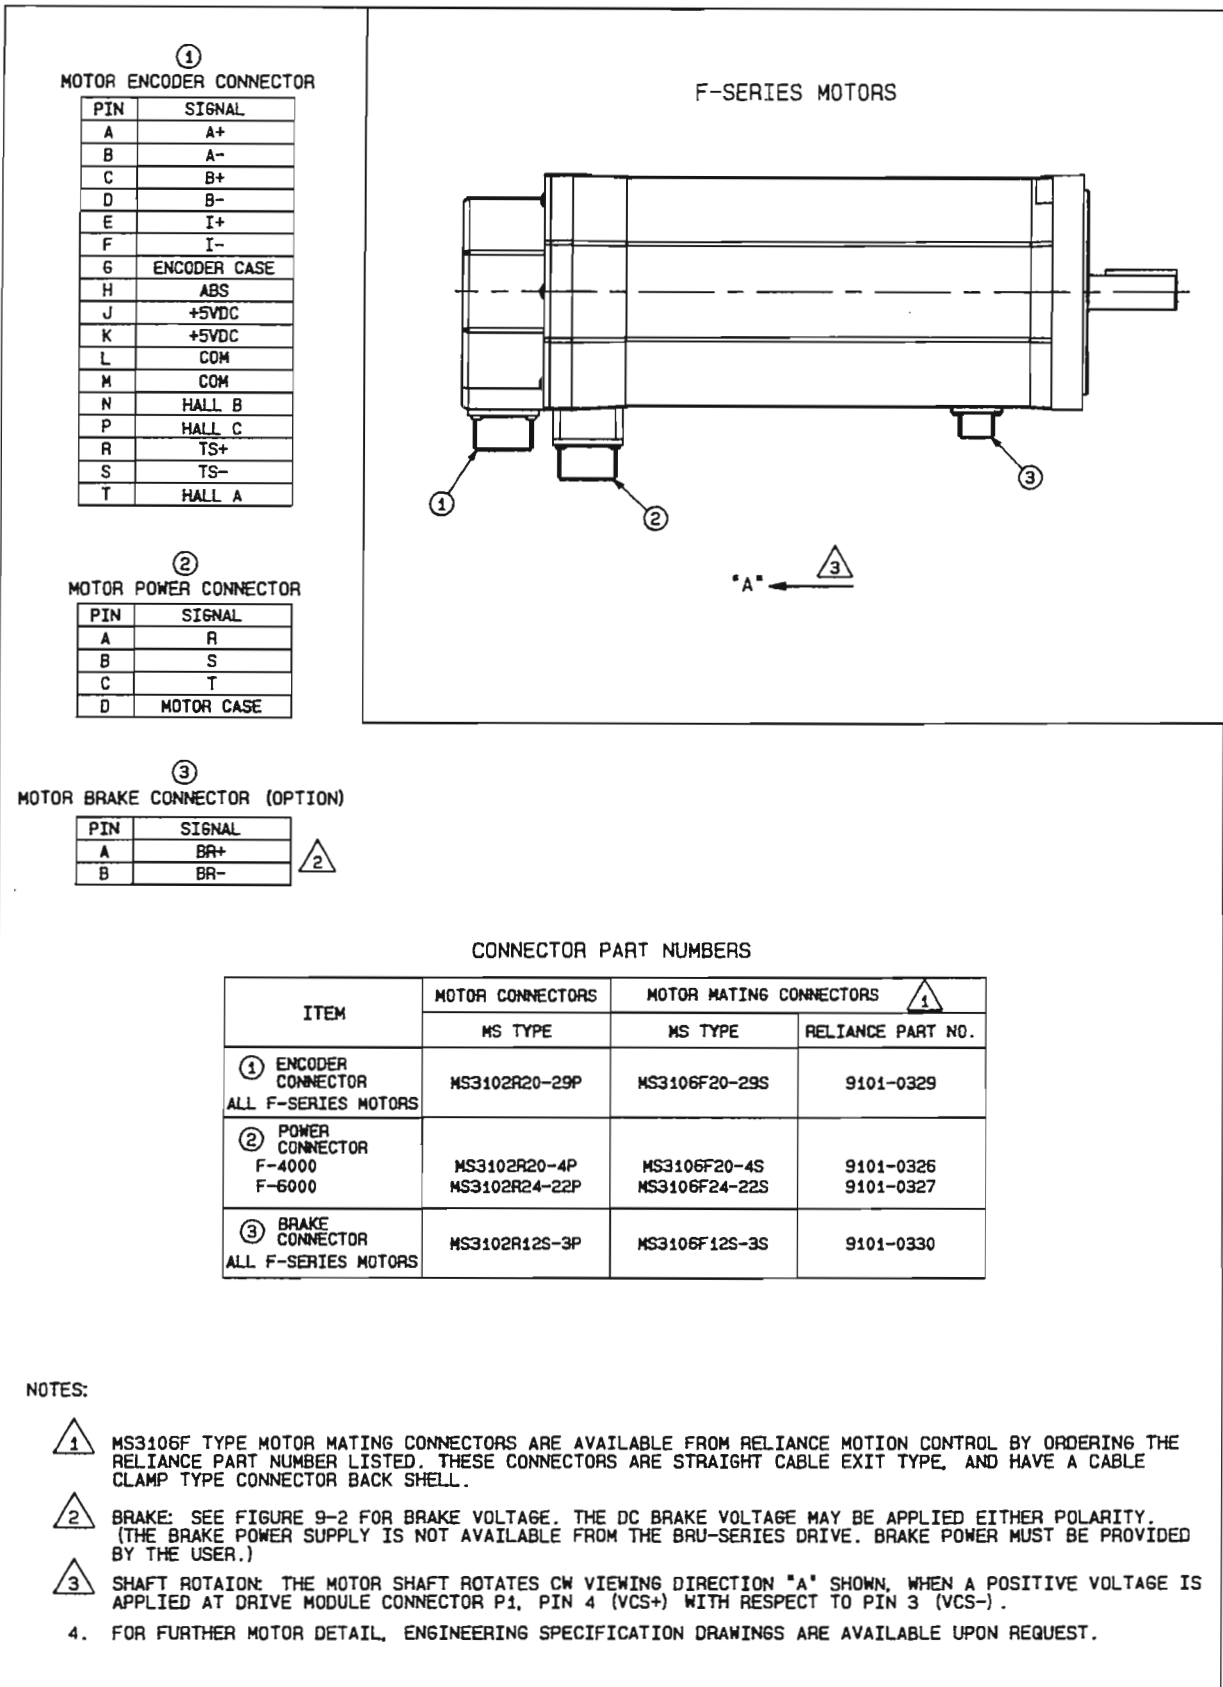 1
MOTOR ENCODER CONNECTOR
PIN SIGNAL
A A+
B A-
C B+
D B-
E I+
F I-
G ENCODER CASE
H ABS
J +5VDC
K +5VDC
L COM
M COM
N HALL B
P HALL C
R TS+
S TS-
T HALL A
2
MOTOR POWER CONNECTOR
PIN SIGNAL
A R
B S
C T
D MOTOR CASE
3
MOTOR BRAKE CONNECTOR (OPTION)
PIN SIGNAL
A BR+
B BR-
2
F-SERIES MOTORS
1
2
3
"A" 3
CONNECTOR PART NUMBERS
ITEM MOTOR CONNECTORS MOTOR MATING CONNECTORS 1
MS TYPE MS TYPE RELIANCE PART NO.
1 ENCODER
CONNECTOR MS3102R20-29P MS3106F20-29S 9101-0329
ALL F-SERIES MOTORS
2 POWER
CONNECTOR
F-4000 MS3102R20-4P MS3106F20-4S 9101-0326
F-6000 MS3102R24-22P MS3106F24-22S 9101-0327
3 BRAKE
CONNECTOR MS3102R12S-3P MS3106F12S-3S 9101-0330
ALL F-SERIES MOTORS
NOTES:
1 MS3106F TYPE MOTOR MATING CONNECTORS ARE AVAILABLE FROM RELIANCE MOTION CONTROL BY ORDERING THE
RELIANCE PART NUMBER LISTED. THESE CONNECTORS ARE STRAIGHT CABLE EXIT TYPE, AND HAVE A CABLE
CLAMP TYPE CONNECTOR BACK SHELL.
2 BRAKE: SEE FIGURE 9-2 FOR BRAKE VOLTAGE. THE DC BRAKE VOLTAGE MAY BE APPLIED EITHER POLARITY.
(THE BRAKE POWER SUPPLY IS NOT AVAILABLE FROM THE BRU-SERIES DRIVE. BRAKE POWER MUST BE PROVIDED
BY THE USER.)
3 SHAFT ROTAION: THE MOTOR SHAFT ROTATES CW VIEWING DIRECTION "A" SHOWN, WHEN A POSITIVE VOLTAGE IS
APPLIED AT DRIVE MODULE CONNECTOR P1, PIN 4 (VCS+) WITH RESPECT TO PIN 3 (VCS-).
4. FOR FURTHER MOTOR DETAIL, ENGINEERING SPECIFICATION DRAWINGS ARE AVAILABLE UPON REQUEST.